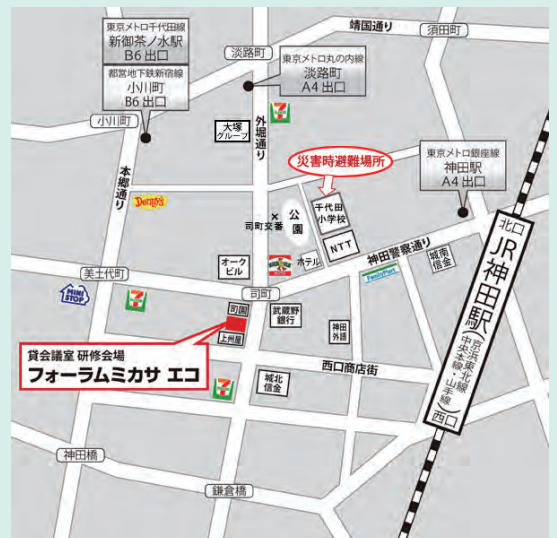 東京メトロ千代田線
新御茶ノ水駅
B6 出口
都営地下鉄新宿線
小川町
B6 出口
小川町
淡路町
東京メトロ丸の内線
淡路町
A4 出口
靖国通り
須田町
外堀通り
大塚
グループ
災害時避難場所
東京メトロ銀座線
神田駅
A4 出口
本郷通り
Denny's
司町交番
公園
千代田
小学校
NTT
神田警察通り
オーク
ビル
ホテル
FamilyMart
城南
信金
北口
JR神田駅
(京浜東北線
中央本線・山手線)
西口
美土代町
MINI
STOP
司町
司園
武蔵野
銀行
神田
外語
上州屋
貸会議室 研修会場
フォーラムミカサ エコ
西口商店街
城北
信金
神田橋
鎌倉橋